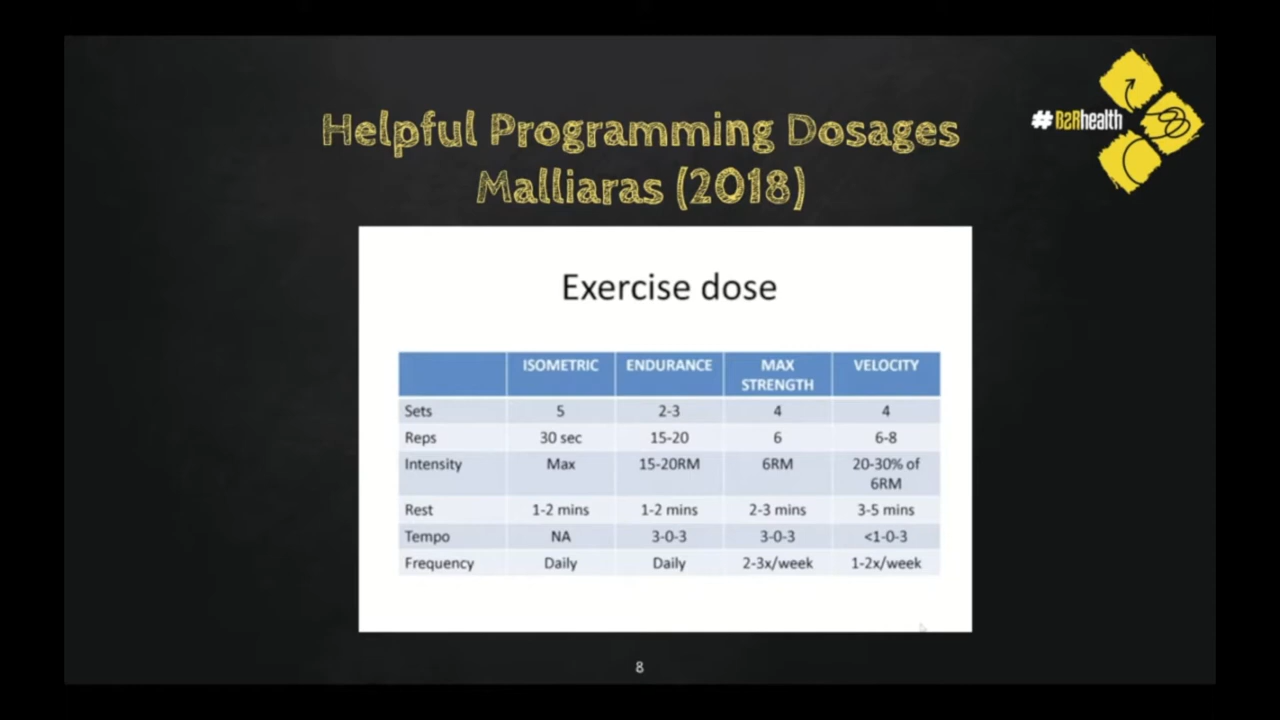 Helpful Programming Dosages
Malliaras (2018)
#B2Rhealth
Exercise dose
ISOMETRIC ENDURANCE MAX STRENGTH VELOCITY
Sets 5 2-3 4 4
Reps 30 sec 15-20 6 6-8
Intensity Max 15-20RM 6RM 20-30% of 6RM
Rest 1-2 mins 1-2 mins 2-3 mins 3-5 mins
Tempo NA 3-0-3 3-0-3 <1-0-3
Frequency Daily Daily 2-3x/week 1-2x/week
8